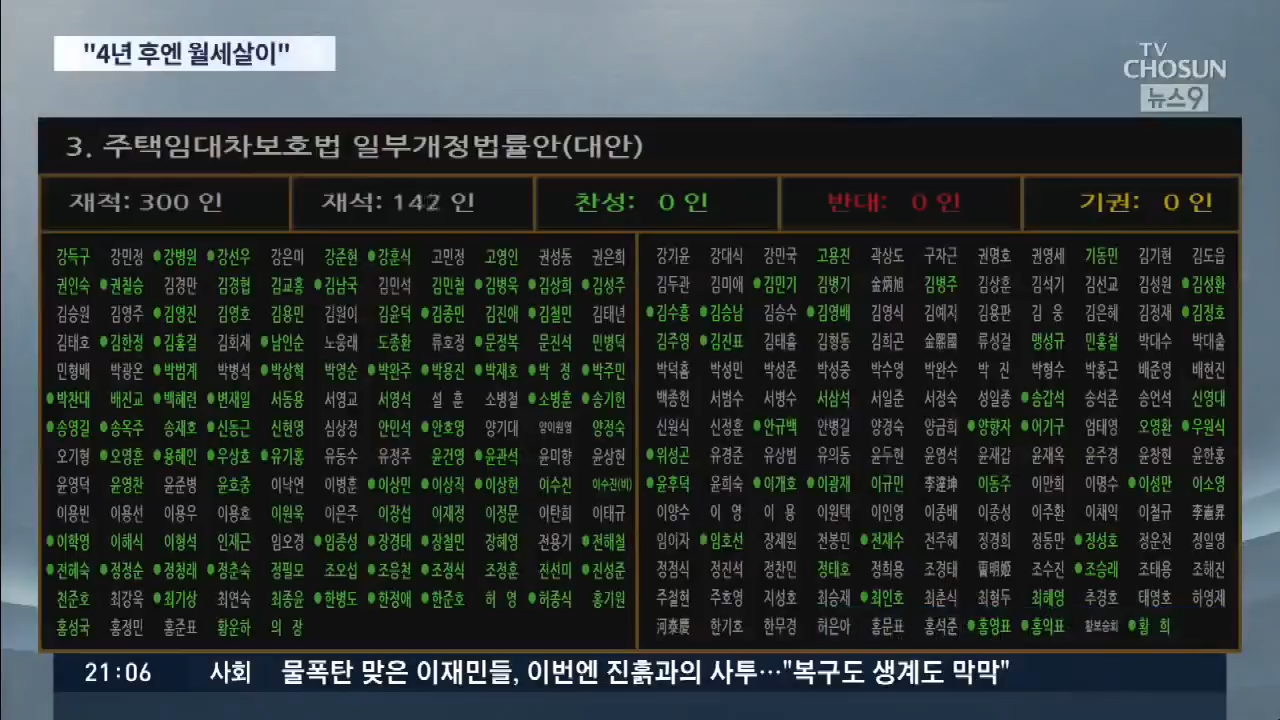 "4년 후엔 월세살이"
TV
CHOSUN
뉴스9
3. 주택임대차보호법 일부개정법률안(대안)
재적: 300 인 재석: 142 인 찬성: 0 인 반대: 0 인 기권: 0 인
강득구 강민정 강병원 강선우 강은미 강준현 강훈식 고민정 고영인 권성동 권은희
권인숙 권칠승 김경만 김경협 김교흥 김남국 김민석 김민철 김병욱 김상희 김성주
김승원 김영주 김영진 김영호 김용민 김원이 김윤덕 김종민 김진애 김철민 김태년
김태호 김한정 김홍걸 김회재 남인순 노웅래 도종환 류호정 문정복 문진석 민병덕
민형배 박광온 박범계 박병석 박상혁 박영순 박완주 박용진 박재호 박 정 박주민
박찬대 배진교 백혜련 변재일 서동용 서영교 서영석 설 훈 소병철 소병훈 송기헌
송영길 송옥주 송재호 신동근 신현영 심상정 안민석 안호영 양기대 양이원영 양정숙
오기형 오영훈 용혜인 우상호 유기홍 유동수 유정주 윤건영 윤관석 윤미향 윤상현
윤영덕 윤영찬 윤준병 윤호중 이낙연 이병훈 이상민 이상직 이상헌 이수진 이수진(비)
이용빈 이용선 이용우 이용호 이원욱 이은주 이장섭 이재정 이정문 이탄희 이태규
이학영 이해식 이형석 인재근 임오경 임종성 장경태 장철민 장혜영 전용기 전해철
전혜숙 정정순 정청래 정춘숙 정필모 조오섭 조응천 조정식 조정훈 진선미 진성준
천준호 최강욱 최기상 최연숙 최종윤 한병도 한정애 한준호 허 영 허종식 홍기원
홍성국 홍정민 홍준표 황운하 의 장
강기윤 강대식 강민국 고용진 곽상도 구자근 권명호 권영세 기동민 김기현 김도읍
김두관 김미애 김민기 김병기 金炳旭 김병주 김상훈 김석기 김선교 김성원 김성환
김수흥 김승남 김승수 김영배 김영식 김예지 김용판 김 웅 김은혜 김정재 김정호
김주영 김진표 김태흠 김형동 김희곤 金熙國 류성걸 맹성규 민홍철 박대수 박대출
박덕흠 박성민 박성준 박성중 박수영 박완수 박 진 박형수 박홍근 배준영 배현진
백종헌 서범수 서병수 서삼석 서일준 서정숙 성일종 송갑석 송석준 송언석 신영대
신원식 신정훈 안규백 안병길 양경숙 양금희 양향자 어기구 엄태영 오영환 우원식
위성곤 유경준 유상범 유의동 윤두현 윤영석 윤재갑 윤재옥 윤주경 윤창현 윤한홍
윤후덕 윤희숙 이개호 이광재 이규민 李達坤 이동주 이만희 이명수 이성만 이소영
이양수 이 영 이 용 이원택 이인영 이종배 이종성 이주환 이채익 이철규 李憲昇
임이자 임호선 장제원 전봉민 전재수 전주혜 정경희 정동만 정성호 정운천 정일영
정점식 정진석 정찬민 정태호 정희용 조경태 曺明姬 조수진 조승래 조태용 조해진
주철현 주호영 지성호 최승재 최인호 최춘식 최형두 최혜영 추경호 태영호 하영제
河泰慶 한기호 한무경 허은아 홍문표 홍석준 홍영표 홍익표 황보승희 황 희
21:06 사회 물폭탄 맞은 이재민들, 이번엔 진흙과의 사투…"복구도 생계도 막막"